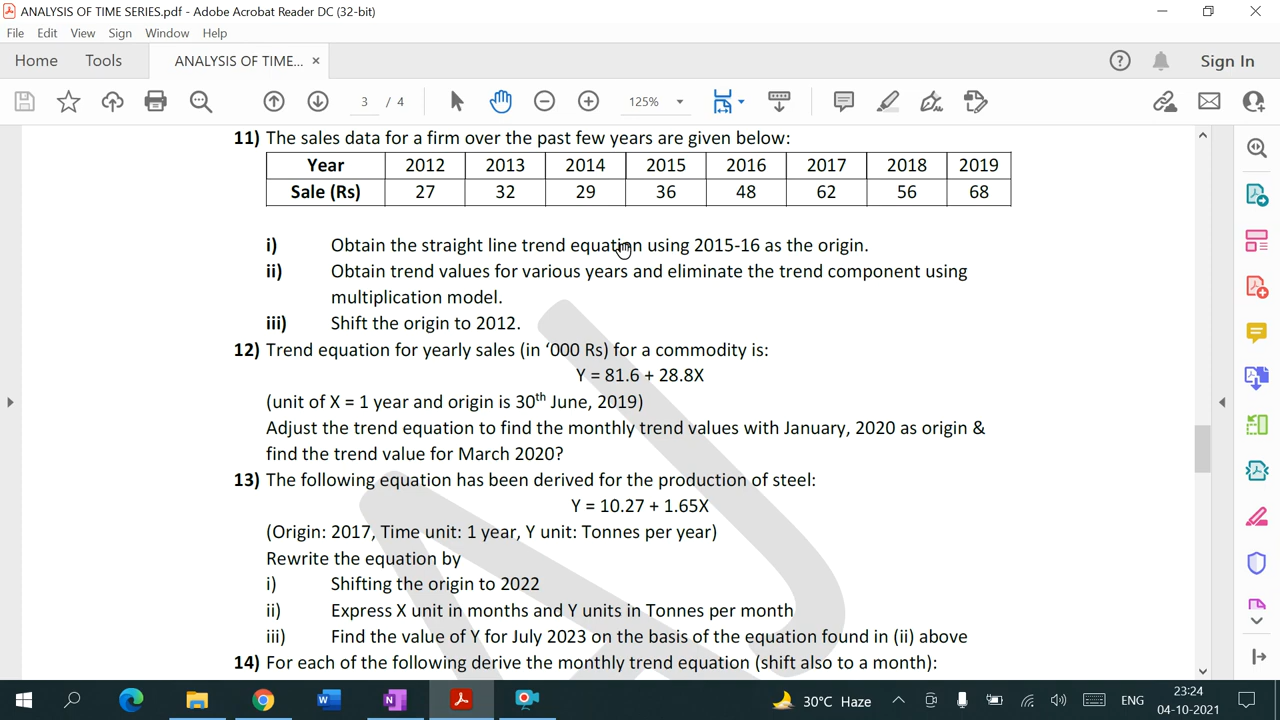 ANALYSIS OF TIME SERIES.pdf - Adobe Acrobat Reader DC (32-bit)
File Edit View Sign Window Help
Home Tools ANALYSIS OF TIME... × Sign In
3 / 4 125%
11) The sales data for a firm over the past few years are given below:
Year 2012 2013 2014 2015 2016 2017 2018 2019
Sale (Rs) 27 32 29 36 48 62 56 68
i) Obtain the straight line trend equation using 2015-16 as the origin.
ii) Obtain trend values for various years and eliminate the trend component using
multiplication model.
iii) Shift the origin to 2012.
12) Trend equation for yearly sales (in ‘000 Rs) for a commodity is:
Y = 81.6 + 28.8X
(unit of X = 1 year and origin is 30th June, 2019)
Adjust the trend equation to find the monthly trend values with January, 2020 as origin &
find the trend value for March 2020?
13) The following equation has been derived for the production of steel:
Y = 10.27 + 1.65X
(Origin: 2017, Time unit: 1 year, Y unit: Tonnes per year)
Rewrite the equation by
i) Shifting the origin to 2022
ii) Express X unit in months and Y units in Tonnes per month
iii) Find the value of Y for July 2023 on the basis of the equation found in (ii) above
14) For each of the following derive the monthly trend equation (shift also to a month):
30°C Haze ENG 23:24
04-10-2021